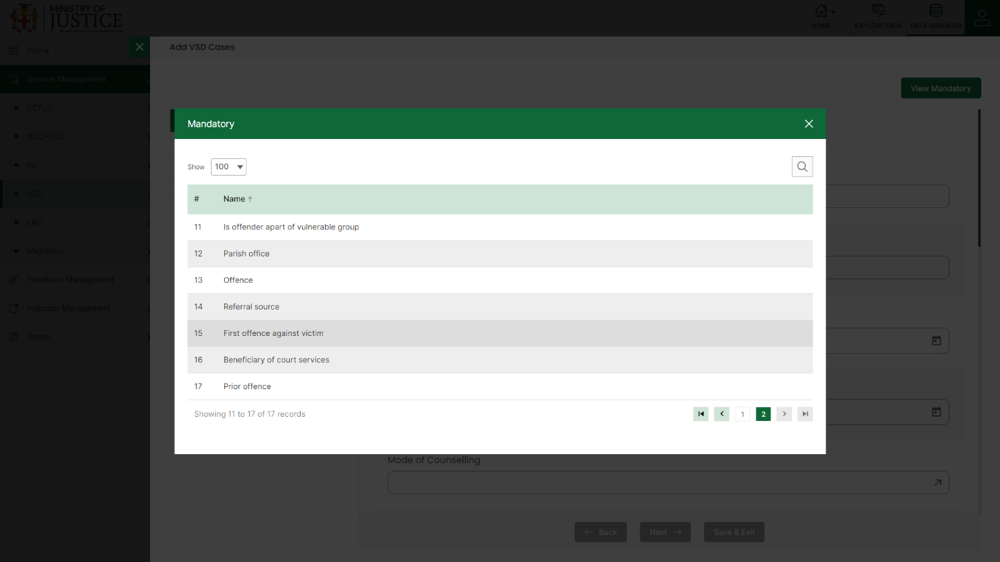 MINISTRY OF
JUSTICE
HOME
EXPLORE DATA
DATA MANAGER
Home
Add VSD Cases
Service Management
View Mandatory
CCFLU
NCDP/CD
RJ
VSD
LAC
Mediation
Feedback Management
Indicator Management
Admin
Mandatory
Show 100
# Name ↑
11 Is offender apart of vulnerable group
12 Parish office
13 Offence
14 Referral source
15 First offence against victim
16 Beneficiary of court services
17 Prior offence
Showing 11 to 17 of 17 records
1 2
Mode of Counselling
← Back
Next →
Save & Exit